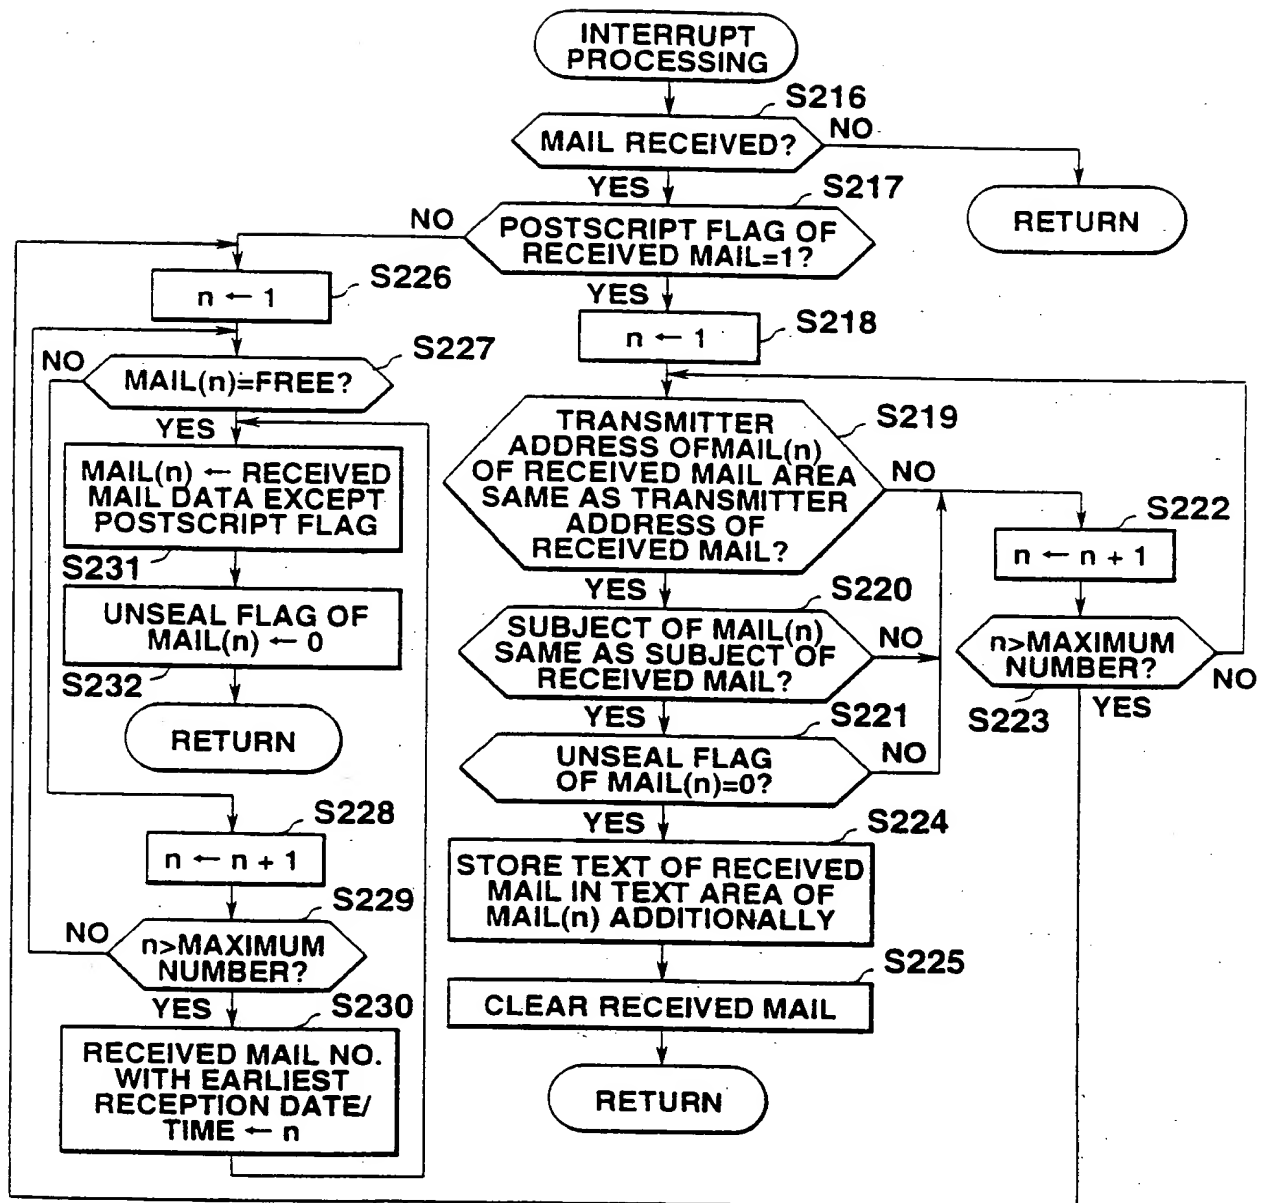 INTERRUPT
PROCESSING
S216
MAIL RECEIVED?
NO
YES
RETURN
S217
POSTSCRIPT FLAG OF
RECEIVED MAIL=1?
NO
YES
S226
n ← 1
S218
n ← 1
S227
MAIL(n)=FREE?
NO
YES
MAIL(n) ← RECEIVED
MAIL DATA EXCEPT
POSTSCRIPT FLAG
S231
UNSEAL FLAG OF
MAIL(n) ← 0
S232
RETURN
S228
n ← n + 1
S229
n>MAXIMUM
NUMBER?
NO
YES
S230
RECEIVED MAIL NO.
WITH EARLIEST
RECEPTION DATE/
TIME ← n
S219
TRANSMITTER
ADDRESS OFMAIL(n)
OF RECEIVED MAIL AREA
SAME AS TRANSMITTER
ADDRESS OF
RECEIVED MAIL?
NO
YES
S220
SUBJECT OF MAIL(n)
SAME AS SUBJECT OF
RECEIVED MAIL?
NO
YES
S221
UNSEAL FLAG
OF MAIL(n)=0?
NO
YES
S222
n ← n + 1
n>MAXIMUM
NUMBER?
S223
NO
YES
S224
STORE TEXT OF RECEIVED
MAIL IN TEXT AREA OF
MAIL(n) ADDITIONALLY
S225
CLEAR RECEIVED MAIL
RETURN